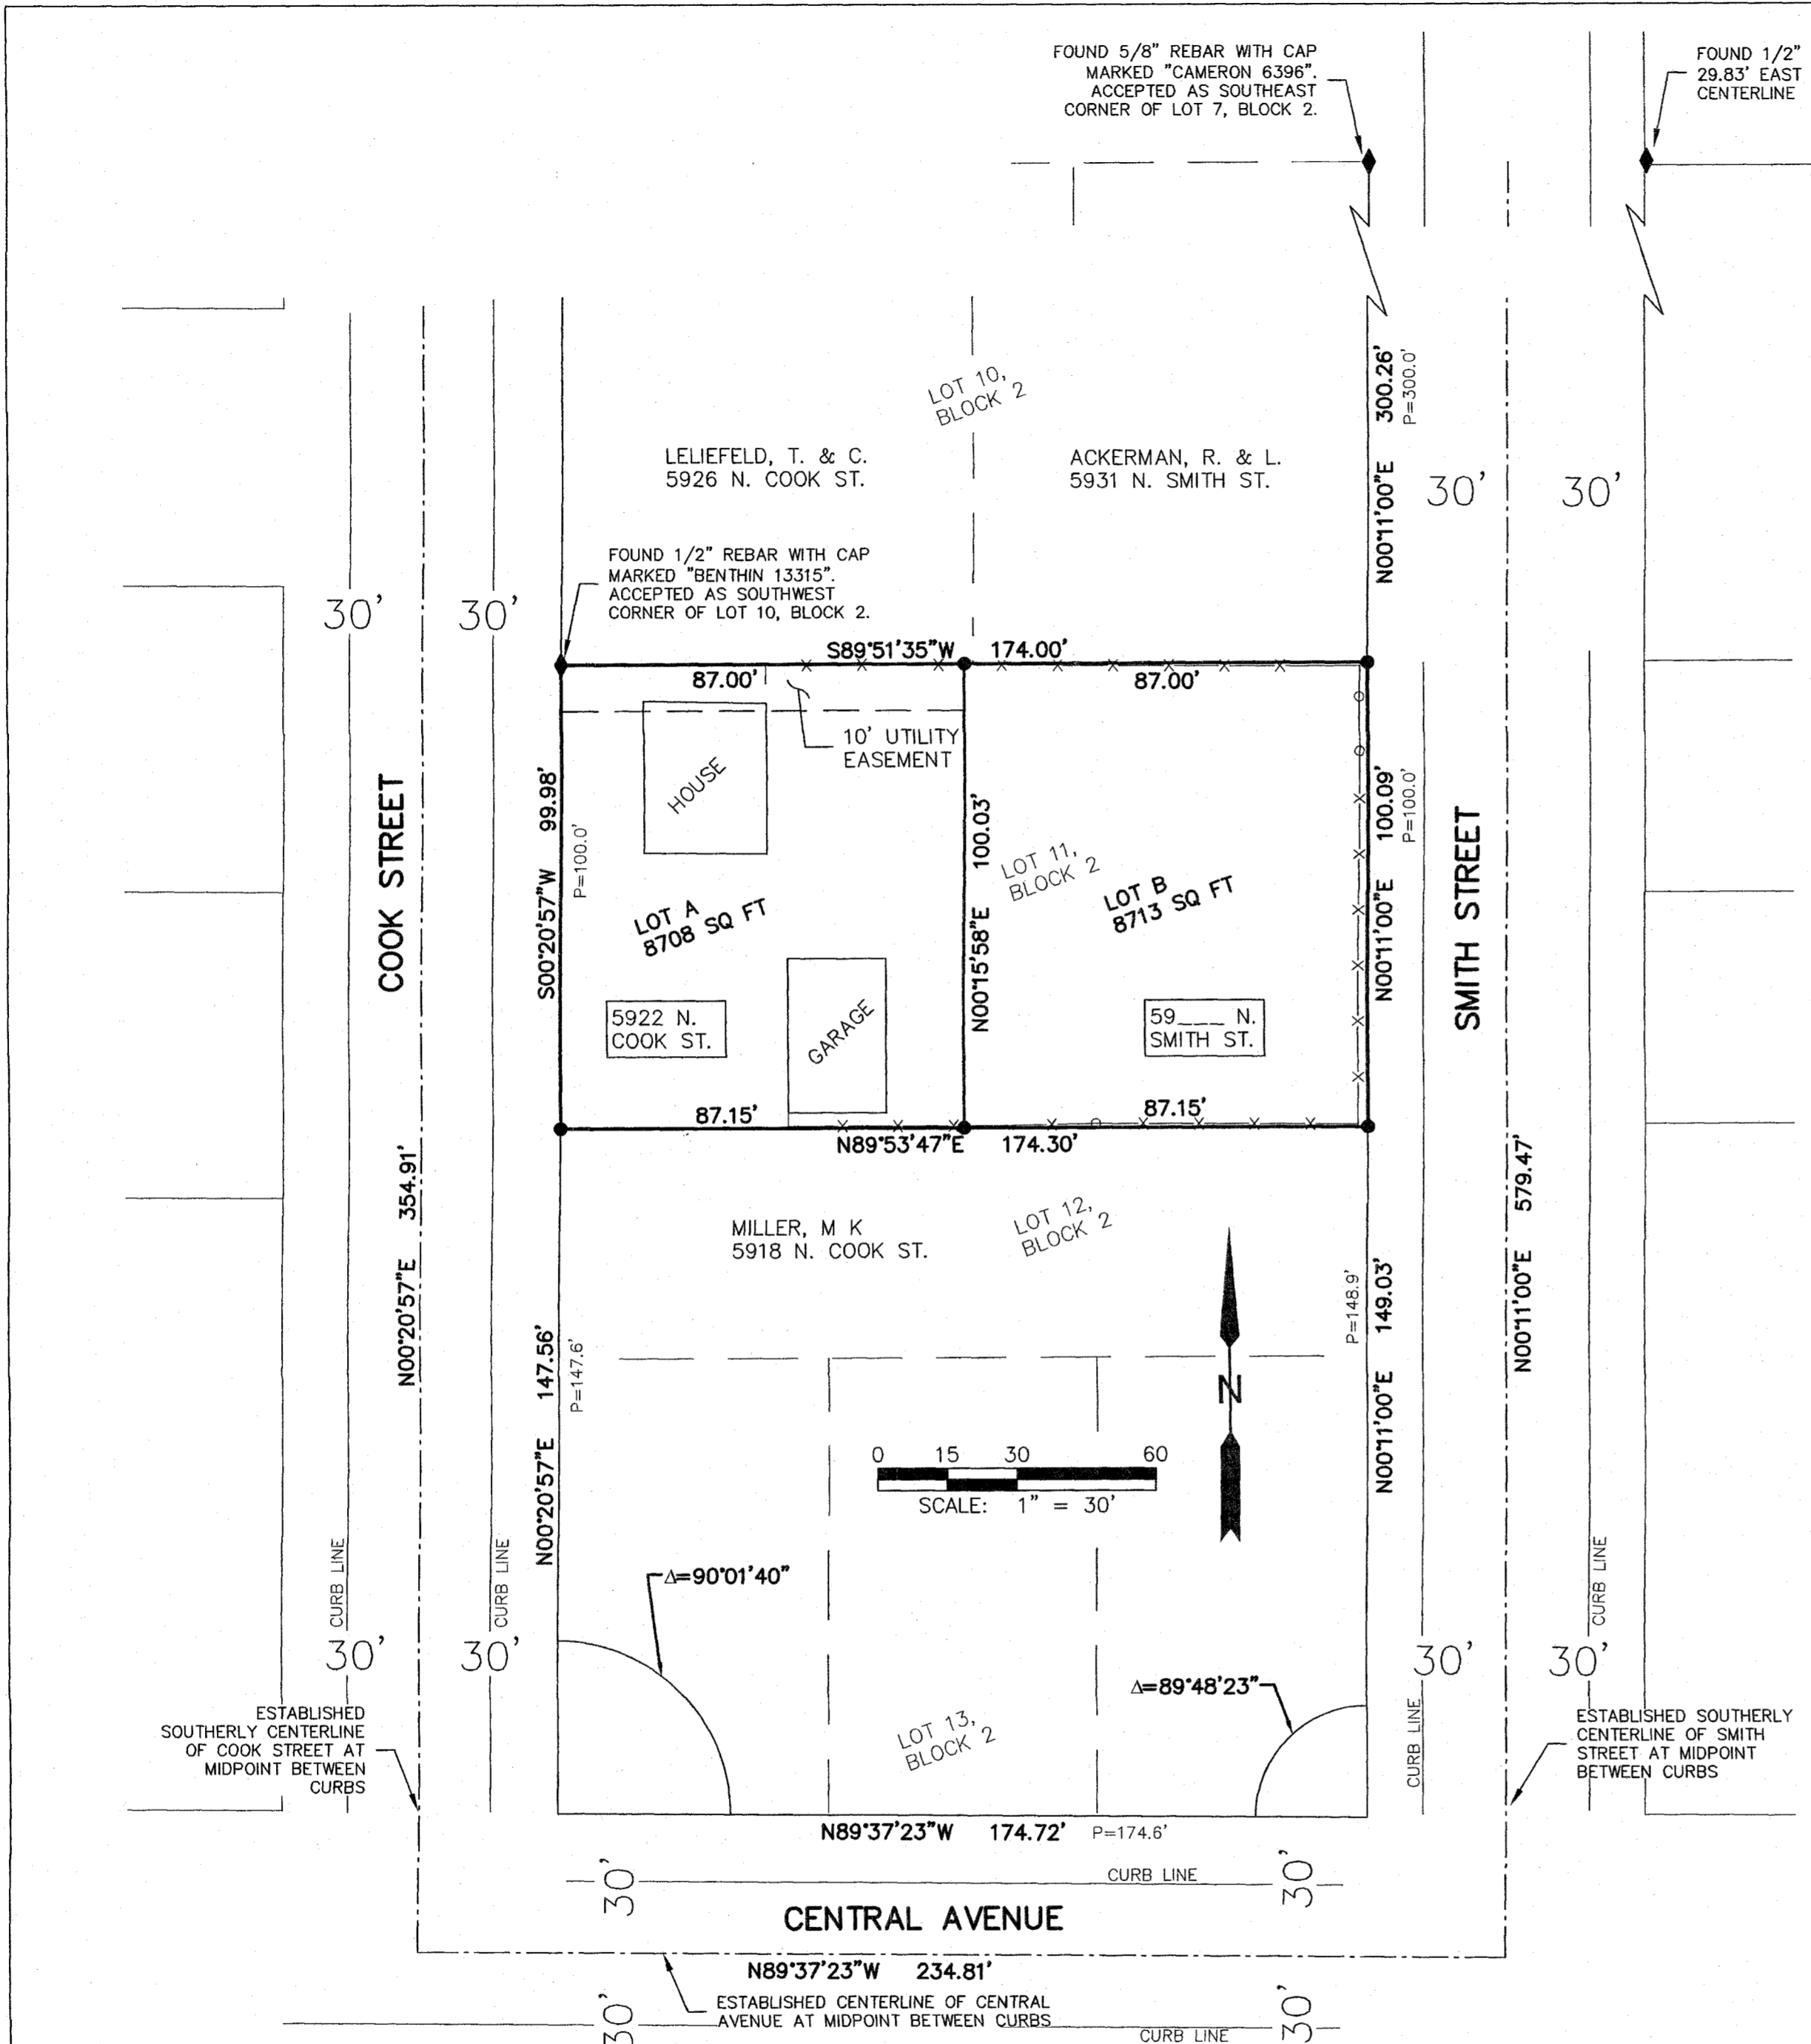 FOUND 5/8" REBAR WITH CAP
MARKED "CAMERON 6396".
ACCEPTED AS SOUTHEAST
CORNER OF LOT 7, BLOCK 2.
FOUND 1/2"
29.83' EAST
CENTERLINE
LOT 10,
BLOCK 2
300.26'
P=300.0'
N00°11'00"E
LELIEFELD, T. & C.
5926 N. COOK ST.
ACKERMAN, R. & L.
5931 N. SMITH ST.
30'
30'
FOUND 1/2" REBAR WITH CAP
MARKED "BENTHIN 13315".
ACCEPTED AS SOUTHWEST
CORNER OF LOT 10, BLOCK 2.
30'
30'
S89°51'35"W 174.00'
87.00'
87.00'
10' UTILITY
EASEMENT
HOUSE
COOK STREET
S00°20'57"W 99.98'
P=100.0'
LOT A
8708 SQ FT
N00°15'58"E 100.03'
LOT 11,
BLOCK 2
LOT B
8713 SQ FT
N00°11'00"E 100.09'
P=100.0'
SMITH STREET
5922 N.
COOK ST.
GARAGE
59___ N.
SMITH ST.
87.15'
87.15'
N89°53'47"E 174.30'
N00°20'57"E 354.91'
MILLER, M K
5918 N. COOK ST.
LOT 12,
BLOCK 2
N00°11'00"E 579.47'
N00°20'57"E 147.56'
P=147.6'
P=148.9'
N00°11'00"E 149.03'
N
0 15 30 60
SCALE: 1" = 30'
CURB LINE
CURB LINE
CURB LINE
CURB LINE
Δ=90°01'40"
Δ=89°48'23"
30'
30'
30'
30'
LOT 13,
BLOCK 2
ESTABLISHED
SOUTHERLY CENTERLINE
OF COOK STREET AT
MIDPOINT BETWEEN
CURBS
ESTABLISHED SOUTHERLY
CENTERLINE OF SMITH
STREET AT MIDPOINT
BETWEEN CURBS
N89°37'23"W 174.72' P=174.6'
30'
CURB LINE
30'
CENTRAL AVENUE
N89°37'23"W 234.81'
ESTABLISHED CENTERLINE OF CENTRAL
AVENUE AT MIDPOINT BETWEEN CURBS
30'
CURB LINE
30'